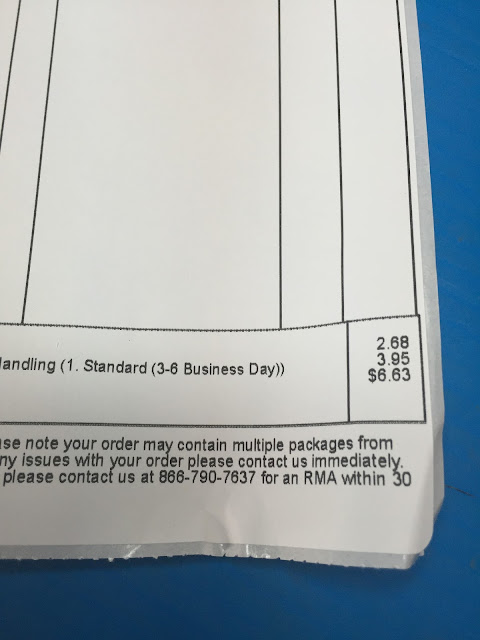 2.68
andling (1. Standard (3-6 Business Day)) 3.95
$6.63
se note your order may contain multiple packages from
ny issues with your order please contact us immediately.
please contact us at 866-790-7637 for an RMA within 30